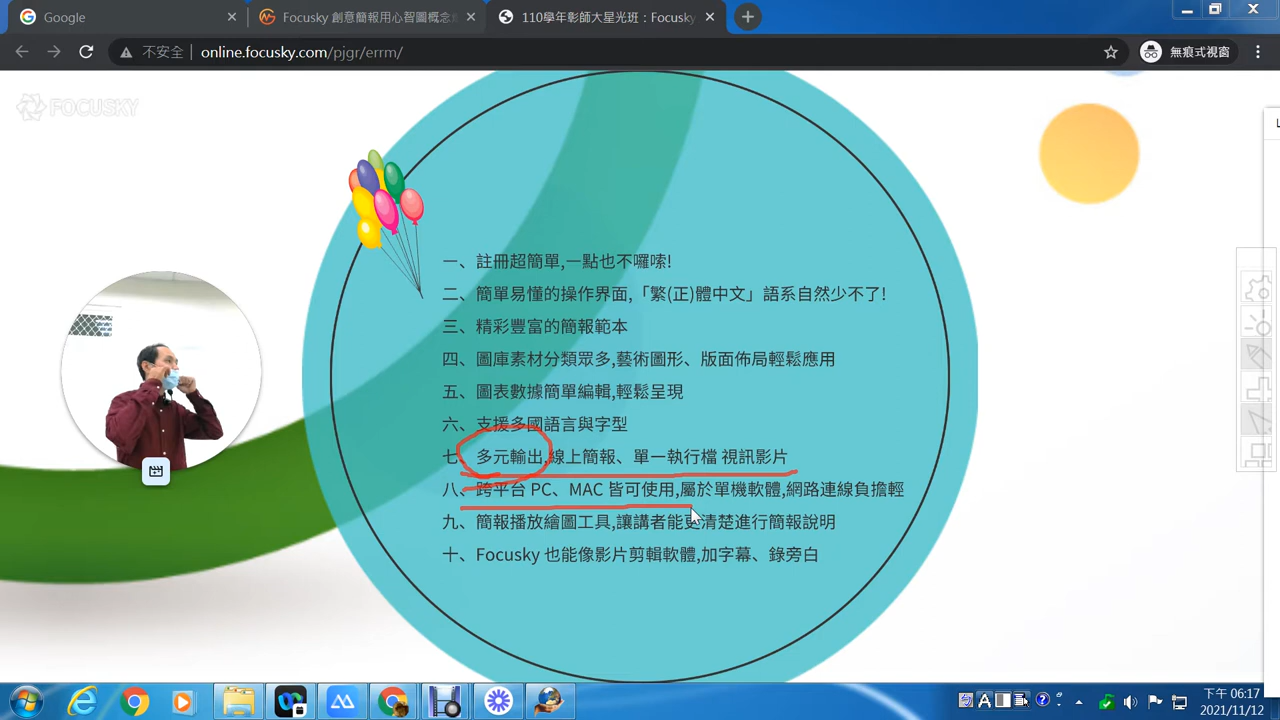 Google
Focusky 創意簡報用心智圖概念
110學年彰師大星光班：Focusky
不安全
online.focusky.com/pjgr/errm/
無痕式視窗
FOCUSKY
一、註冊超簡單,一點也不囉嗦!
二、簡單易懂的操作界面,「繁(正)體中文」語系自然少不了!
三、精彩豐富的簡報範本
四、圖庫素材分類眾多,藝術圖形、版面佈局輕鬆應用
五、圖表數據簡單編輯,輕鬆呈現
六、支援多國語言與字型
七、多元輸出,線上簡報、單一執行檔 視訊影片
八、跨平台 PC、MAC 皆可使用,屬於單機軟體,網路連線負擔輕
九、簡報播放繪圖工具,讓講者能更清楚進行簡報說明
十、Focusky 也能像影片剪輯軟體,加字幕、錄旁白
下午 06:17
2021/11/12